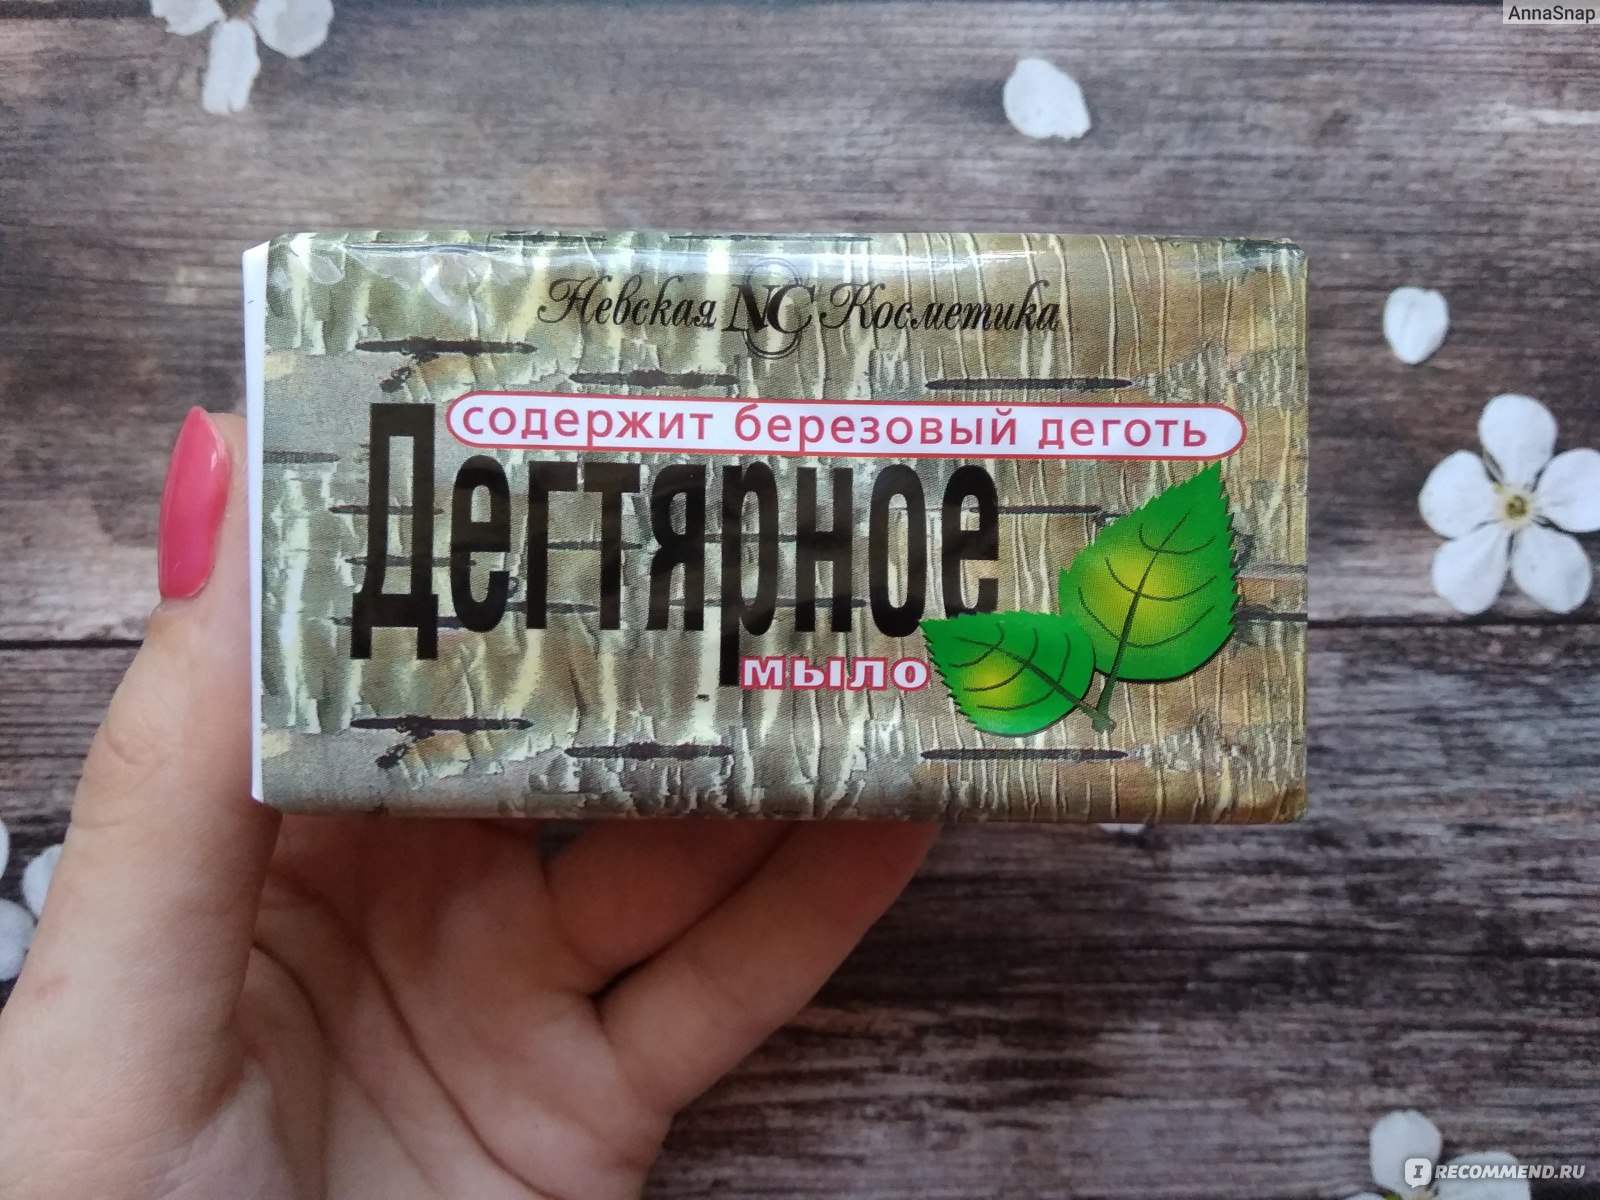 AnnaSnap
Невская NC Косметика
содержит березовый деготь
Дегтярное
мыло
IRECOMMEND.RU